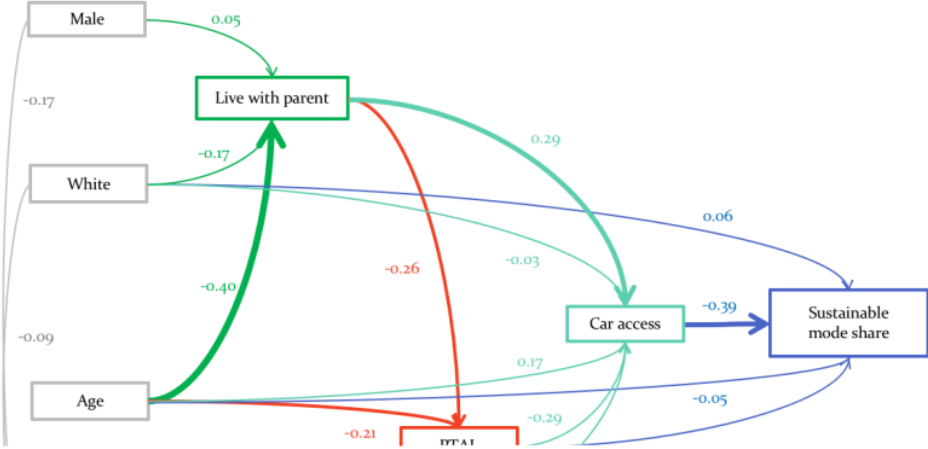 Male
0.05
-0.17
Live with parent
0.29
-0.17
White
0.06
-0.03
-0.26
-0.40
Car access
-0.39
Sustainable
mode share
-0.09
0.17
Age
-0.05
-0.29
-0.21